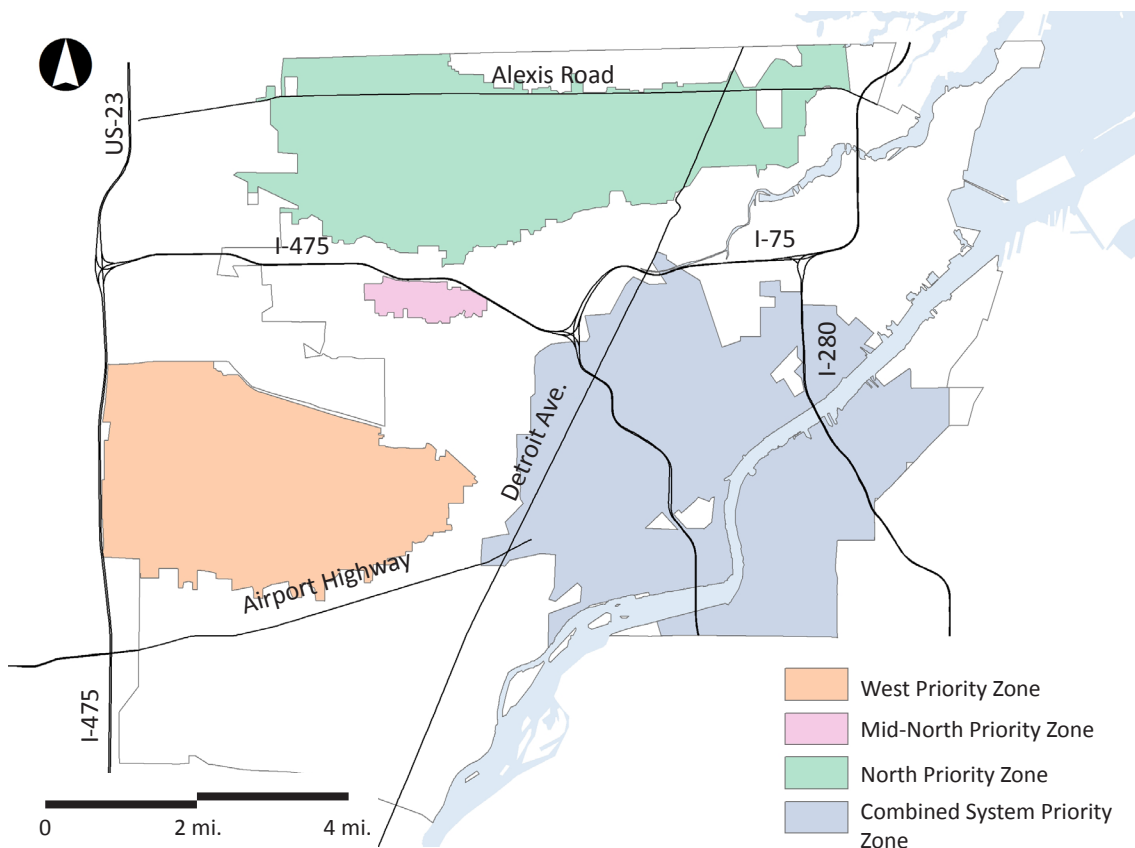 Alexis Road
US-23
I-475
I-75
I-280
Detroit Ave.
Airport Highway
I-475
West Priority Zone
Mid-North Priority Zone
North Priority Zone
Combined System Priority
Zone
0
2 mi.
4 mi.